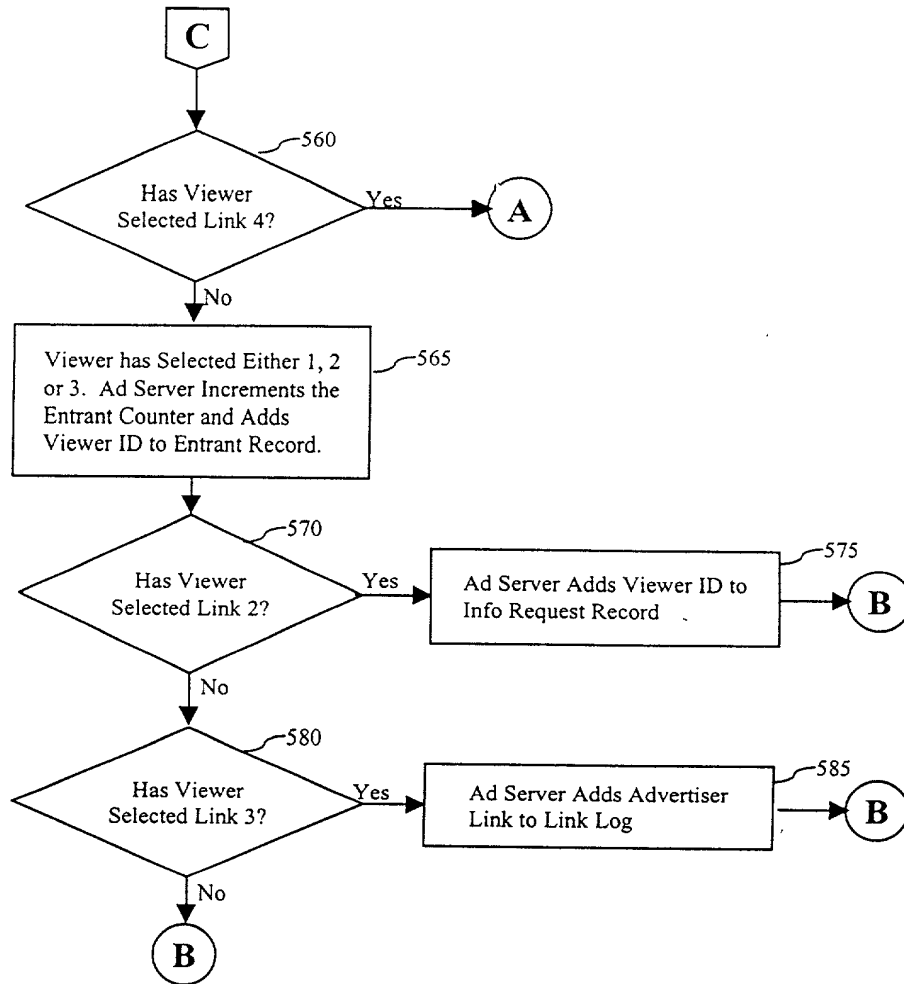 C
560
Has Viewer
Selected Link 4?
Yes
A
No
565
Viewer has Selected Either 1, 2
or 3. Ad Server Increments the
Entrant Counter and Adds
Viewer ID to Entrant Record.
570
Has Viewer
Selected Link 2?
Yes
575
Ad Server Adds Viewer ID to
Info Request Record
B
No
580
Has Viewer
Selected Link 3?
Yes
585
Ad Server Adds Advertiser
Link to Link Log
B
No
B